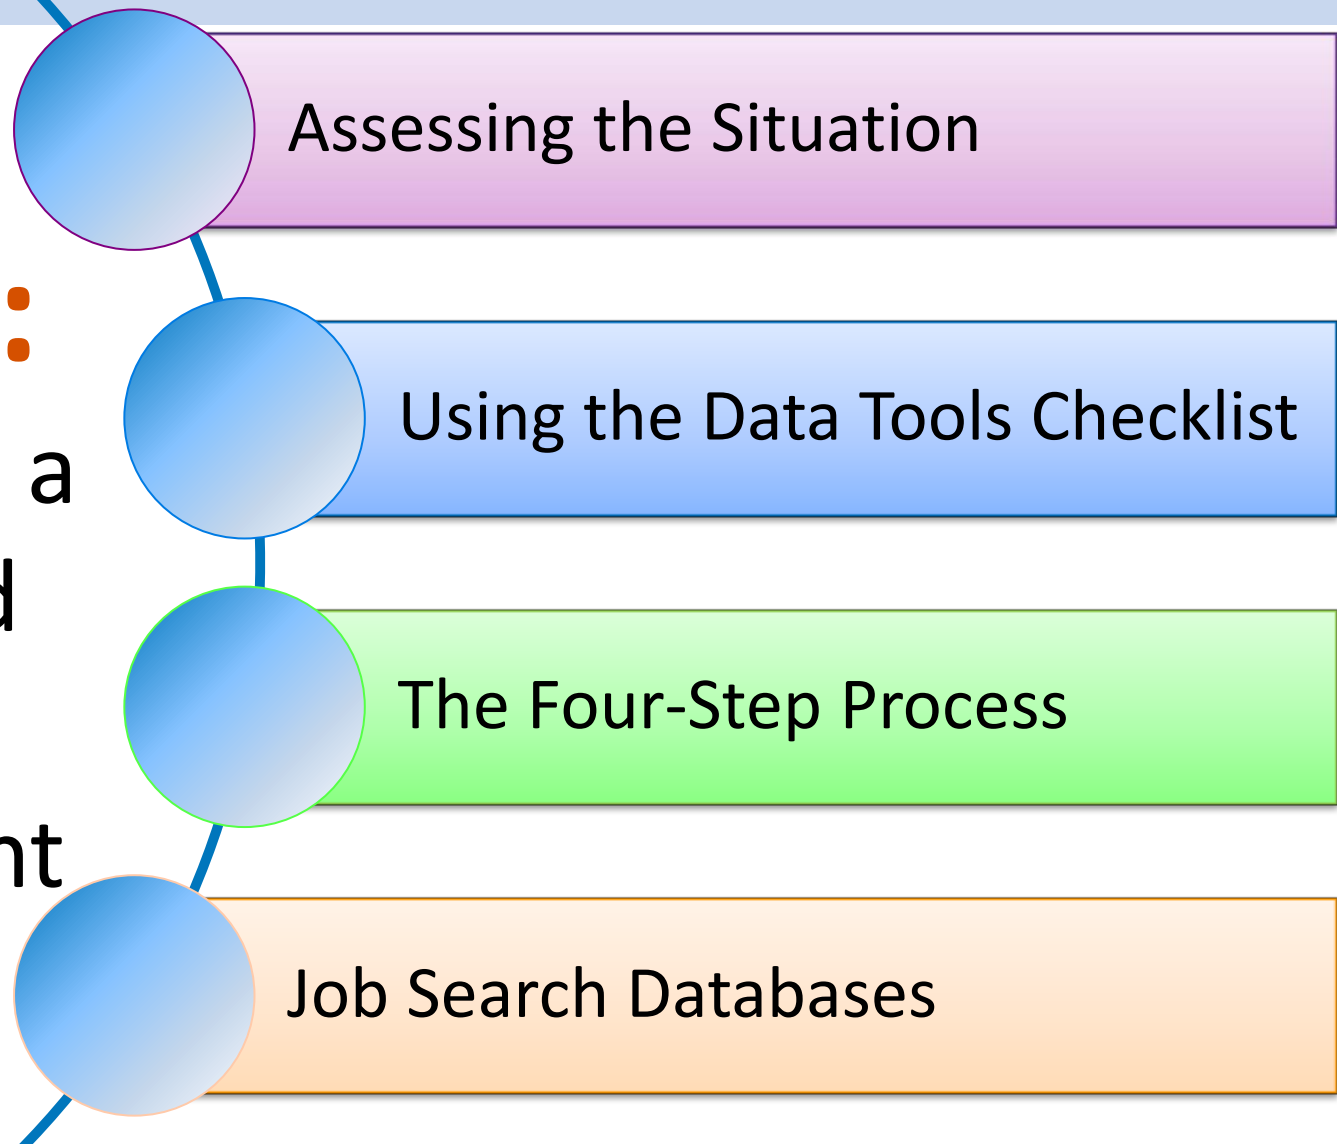 Assessing the Situation
:
Using the Data Tools Checklist
a
The Four-Step Process
Job Search Databases